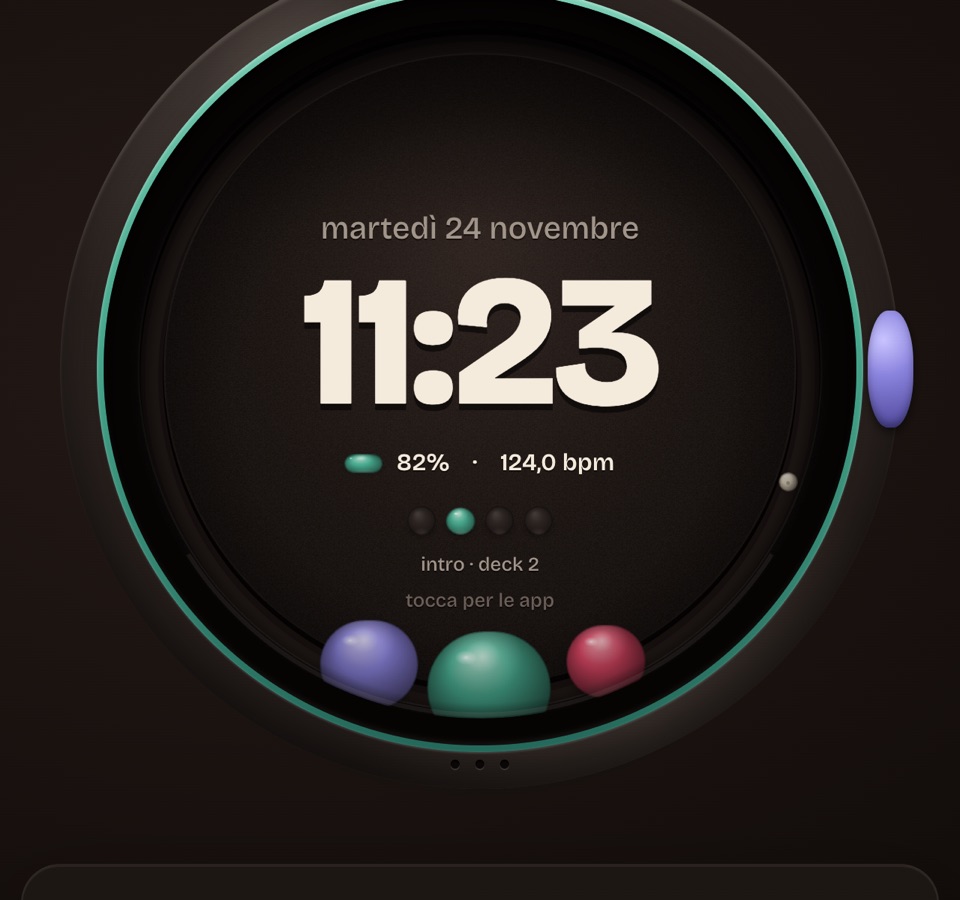 martedì 24 novembre
11:23
82% · 124,0 bpm
intro · deck 2
tocca per le app